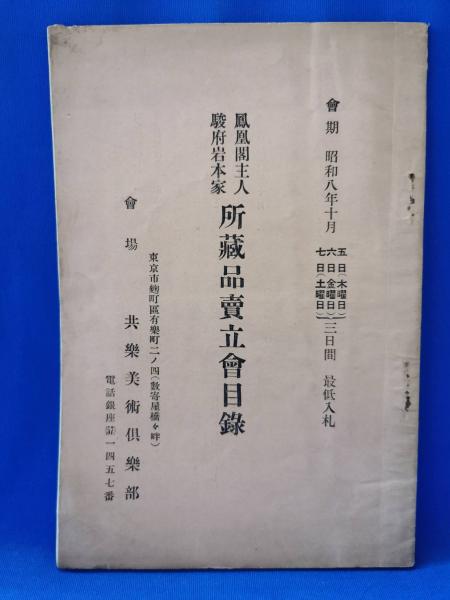 會期 昭和八年十月 五日(木曜日)六日(金曜日)七日(土曜日)三日間 最低入札
鳳凰閣主人
駿府岩本家
所藏品賣立會目錄
東京市麴町區有樂町二ノ四(數寄屋橋々畔)
會場 共樂美術俱樂部
電話銀座一四五七番